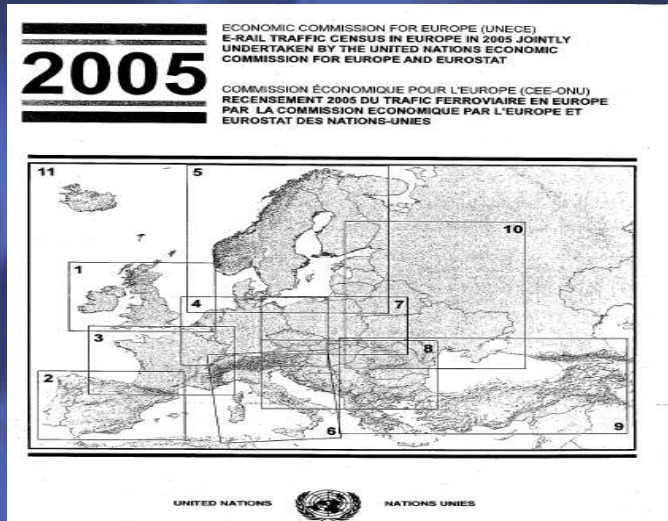 ECONOMIC COMMISSION FOR EUROPE (UNECE)
E-RAIL TRAFFIC CENSUS IN EUROPE IN 2005 JOINTLY
UNDERTAKEN BY THE UNITED NATIONS ECONOMIC
COMMISSION FOR EUROPE AND EUROSTAT
2005
COMMISSION ÉCONOMIQUE POUR L'EUROPE (CEE-ONU)
RECENSEMENT 2005 DU TRAFIC FERROVIAIRE EN EUROPE
PAR LA COMMISSION ECONOMIQUE PAR L'EUROPE ET
EUROSTAT DES NATIONS-UNIES
11
5
10
1
4
7
3
8
2
6
9
UNITED NATIONS
NATIONS UNIES